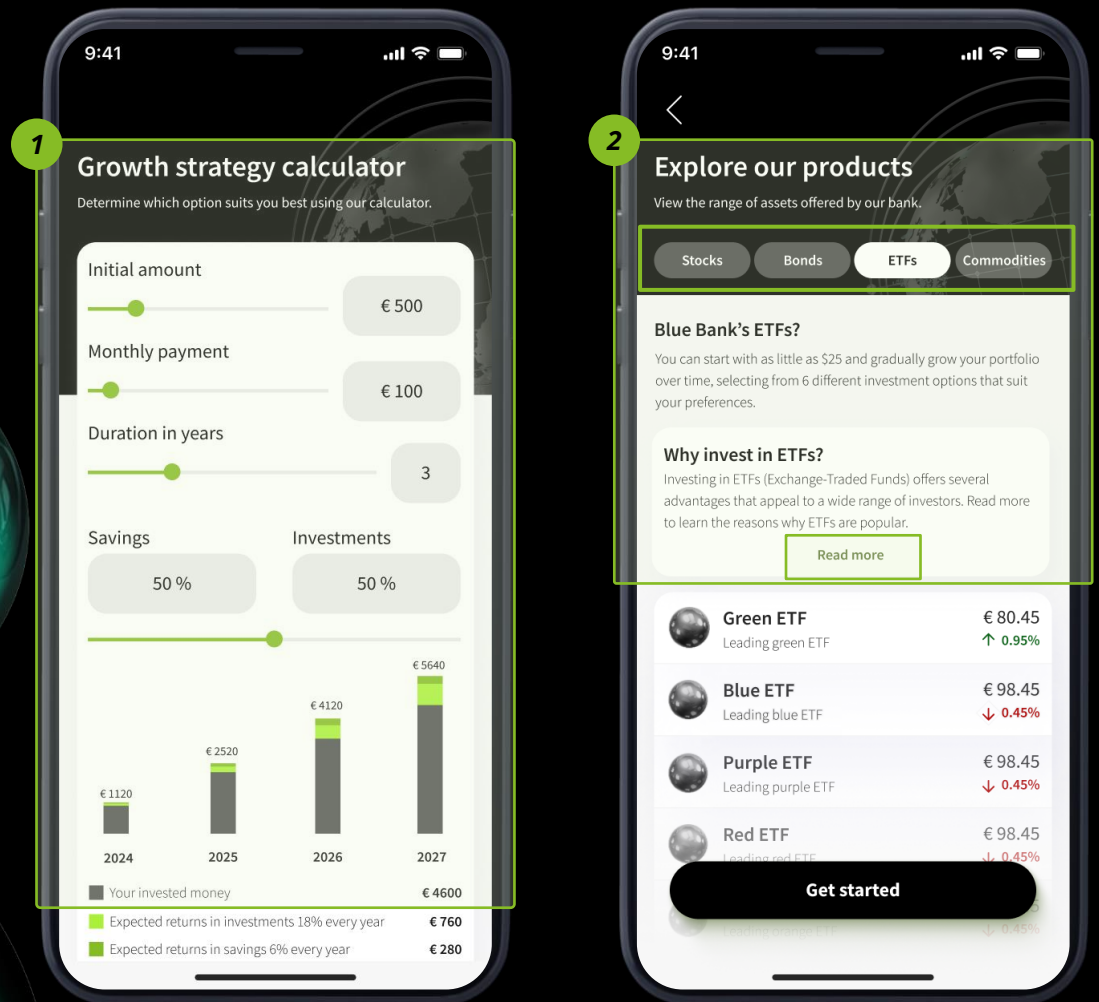 9:41
1
Growth strategy calculator
Determine which option suits you best using our calculator.
Initial amount
€ 500
Monthly payment
€ 100
Duration in years
3
Savings
Investments
50 %
50 %
€ 1120
€ 2520
€ 4120
€ 5640
2024
2025
2026
2027
Your invested money € 4600
Expected returns in investments 18% every year € 760
Expected returns in savings 6% every year € 280
9:41
2
Explore our products
View the range of assets offered by our bank.
Stocks
Bonds
ETFs
Commodities
Blue Bank’s ETFs?
You can start with as little as $25 and gradually grow your portfolio
over time, selecting from 6 different investment options that suit
your preferences.
Why invest in ETFs?
Investing in ETFs (Exchange-Traded Funds) offers several
advantages that appeal to a wide range of investors. Read more
to learn the reasons why ETFs are popular.
Read more
Green ETF € 80.45
Leading green ETF 0.95%
Blue ETF € 98.45
Leading blue ETF 0.45%
Purple ETF € 98.45
Leading purple ETF 0.45%
Red ETF € 98.45
Leading red ETF 0.45%
Get started
5
Leading orange ETF 0.45%